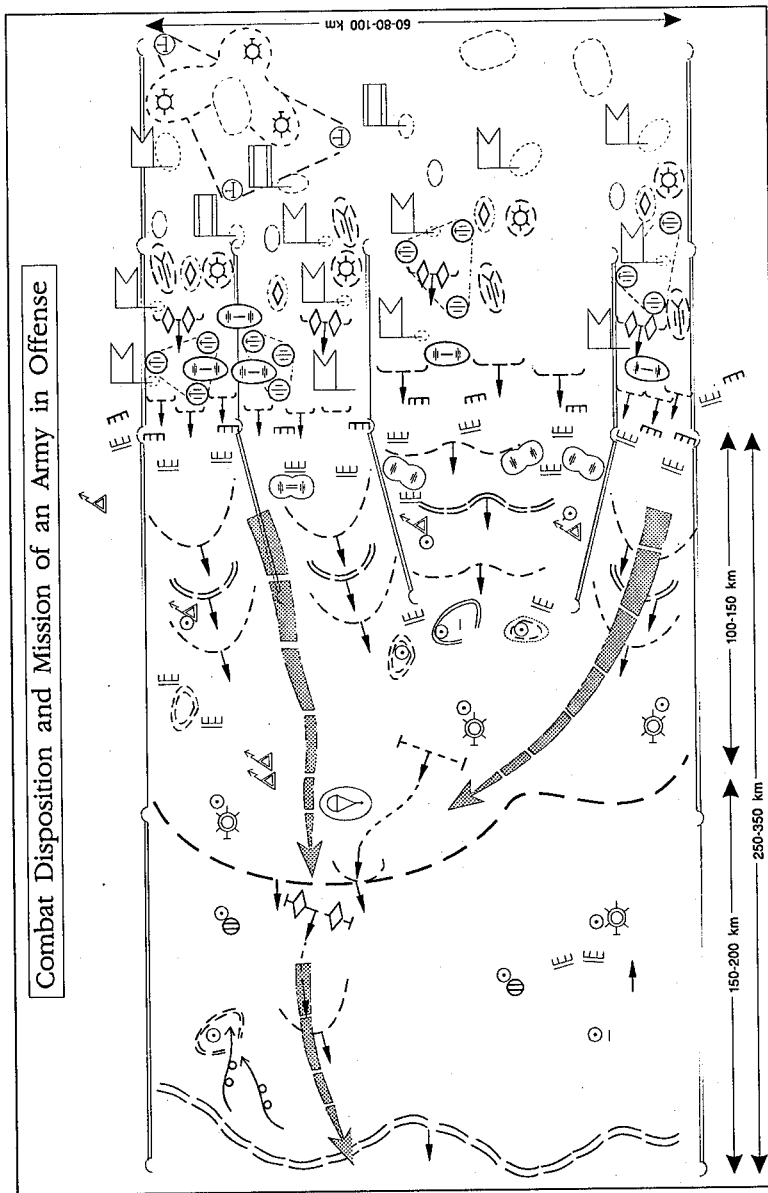 Combat Disposition and Mission of an Army in Offense
60-80-100 km
100-150 km
150-200 km
250-350 km